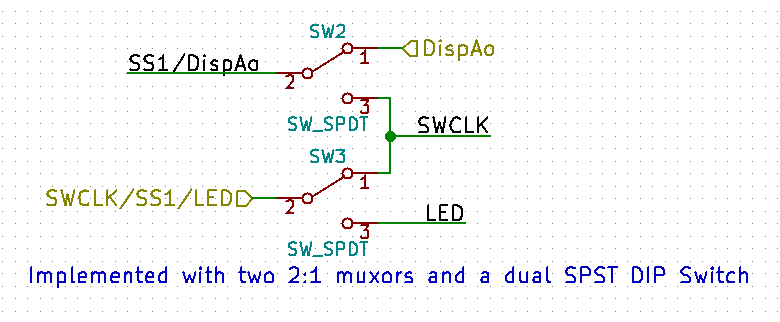 SW2
DispAo
1
SS1/DispAo
2
3
SW_SPDT
SWCLK
SW3
1
SWCLK/SS1/LED
2
LED
3
SW_SPDT
Implemented with two 2:1 muxors and a dual SPST DIP Switch